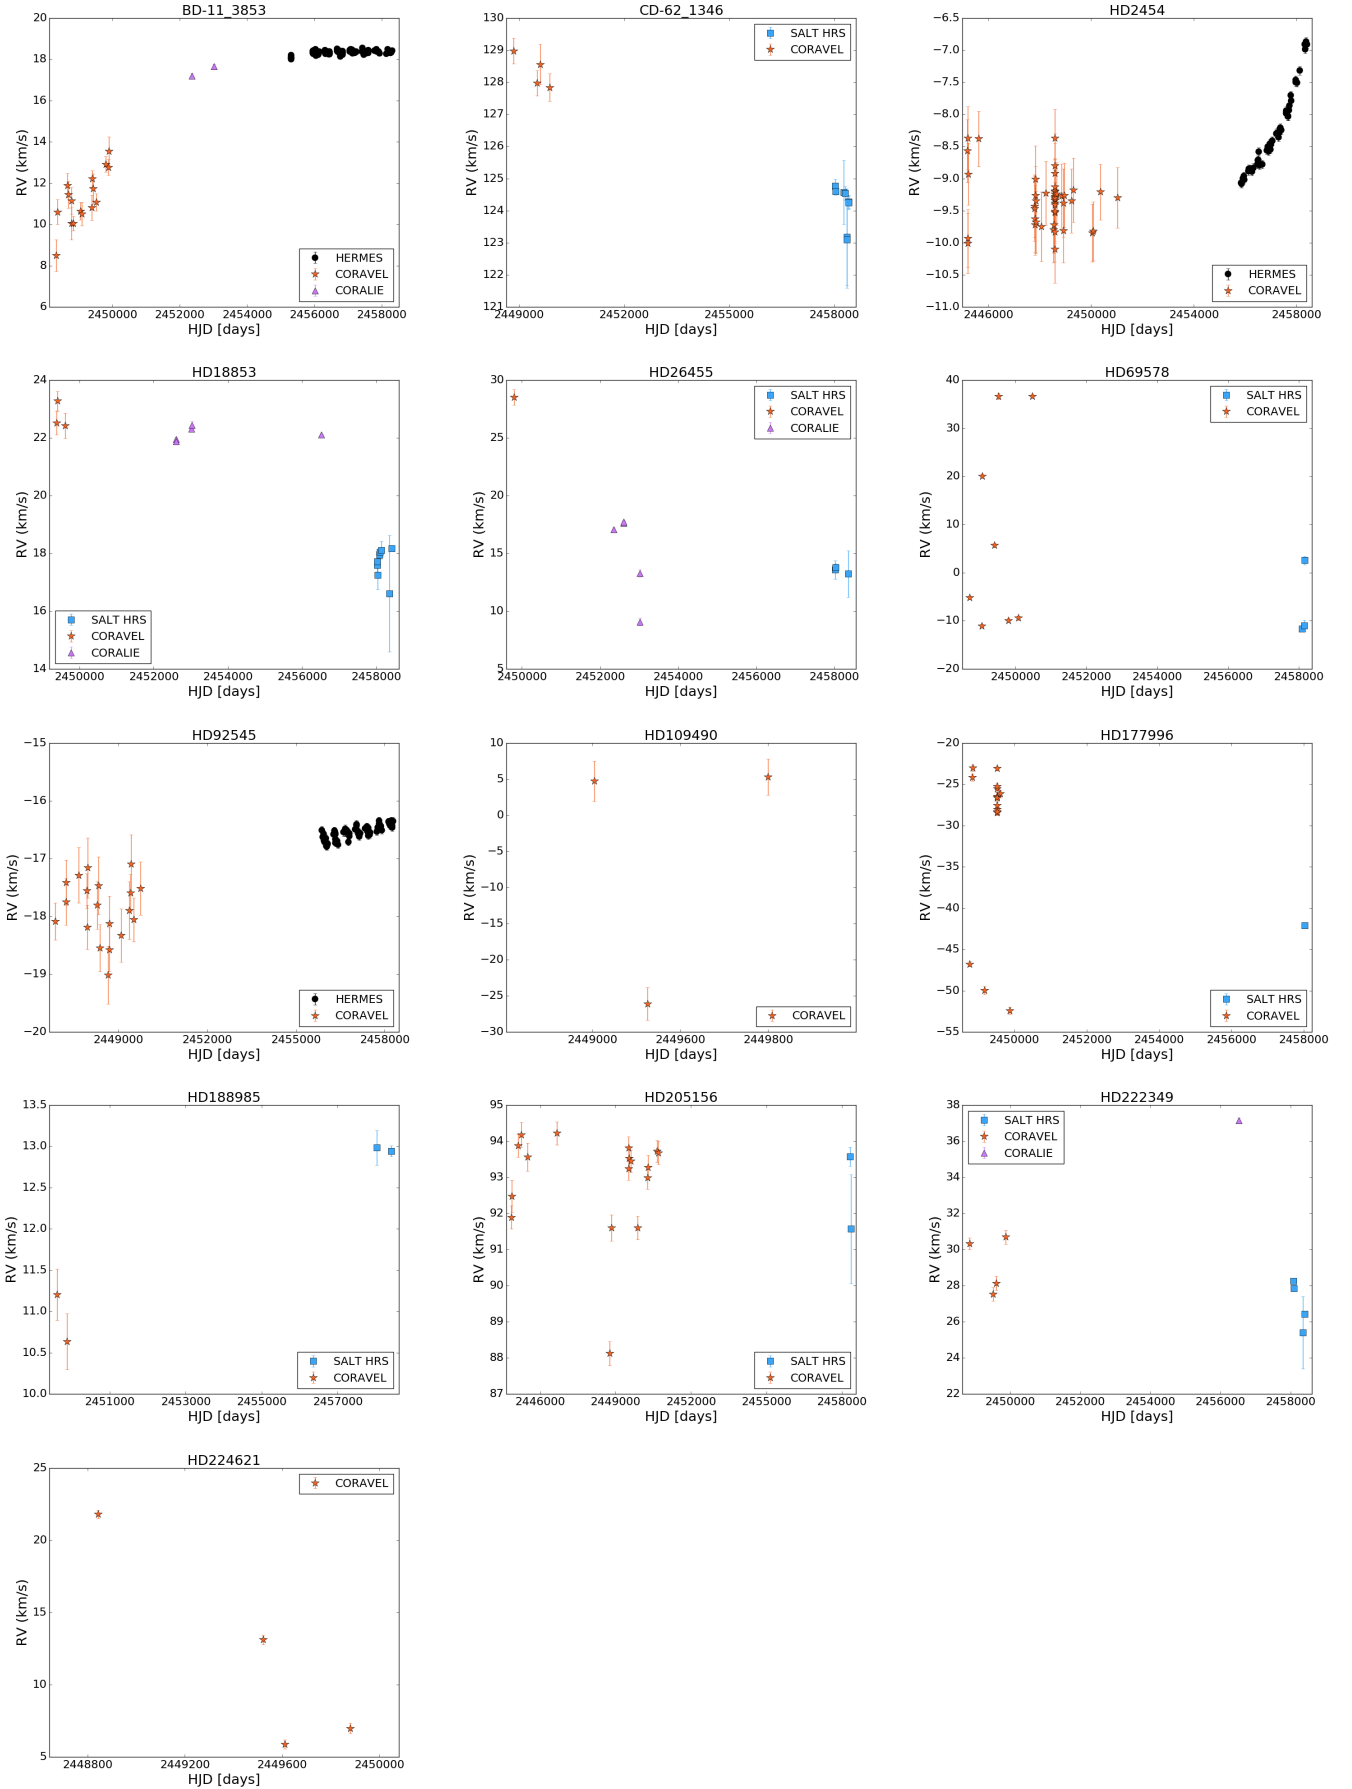 BD-11_3853
20
18
16
14
12
10
8
6
RV (km/s)
HERMES
CORAVEL
CORALIE
2450000 2452000 2454000 2456000 2458000
HJD [days]
CD-62_1346
130
129
128
127
126
125
124
123
122
121
RV (km/s)
SALT HRS
CORAVEL
2449000 2452000 2455000 2458000
HJD [days]
HD2454
−6.5
−7.0
−7.5
−8.0
−8.5
−9.0
−9.5
−10.0
−10.5
−11.0
RV (km/s)
HERMES
CORAVEL
2446000 2450000 2454000 2458000
HJD [days]
HD18853
24
22
20
18
16
14
RV (km/s)
SALT HRS
CORAVEL
CORALIE
2450000 2452000 2454000 2456000 2458000
HJD [days]
HD26455
30
25
20
15
10
5
RV (km/s)
SALT HRS
CORAVEL
CORALIE
2450000 2452000 2454000 2456000 2458000
HJD [days]
HD69578
40
30
20
10
0
−10
−20
RV (km/s)
SALT HRS
CORAVEL
2450000 2452000 2454000 2456000 2458000
HJD [days]
HD92545
−15
−16
−17
−18
−19
−20
RV (km/s)
HERMES
CORAVEL
2449000 2452000 2455000 2458000
HJD [days]
HD109490
10
5
0
−5
−10
−15
−20
−25
−30
RV (km/s)
CORAVEL
2449000 2449600 2449800
HJD [days]
HD177996
−20
−25
−30
−35
−40
−45
−50
−55
RV (km/s)
SALT HRS
CORAVEL
2450000 2452000 2454000 2456000 2458000
HJD [days]
HD188985
13.5
13.0
12.5
12.0
11.5
11.0
10.5
10.0
RV (km/s)
SALT HRS
CORAVEL
2451000 2453000 2455000 2457000
HJD [days]
HD205156
95
94
93
92
91
90
89
88
87
RV (km/s)
SALT HRS
CORAVEL
2446000 2449000 2452000 2455000 2458000
HJD [days]
HD222349
38
36
34
32
30
28
26
24
22
RV (km/s)
SALT HRS
CORAVEL
CORALIE
2450000 2452000 2454000 2456000 2458000
HJD [days]
HD224621
25
20
15
10
5
RV (km/s)
CORAVEL
2448800 2449200 2449600 2450000
HJD [days]